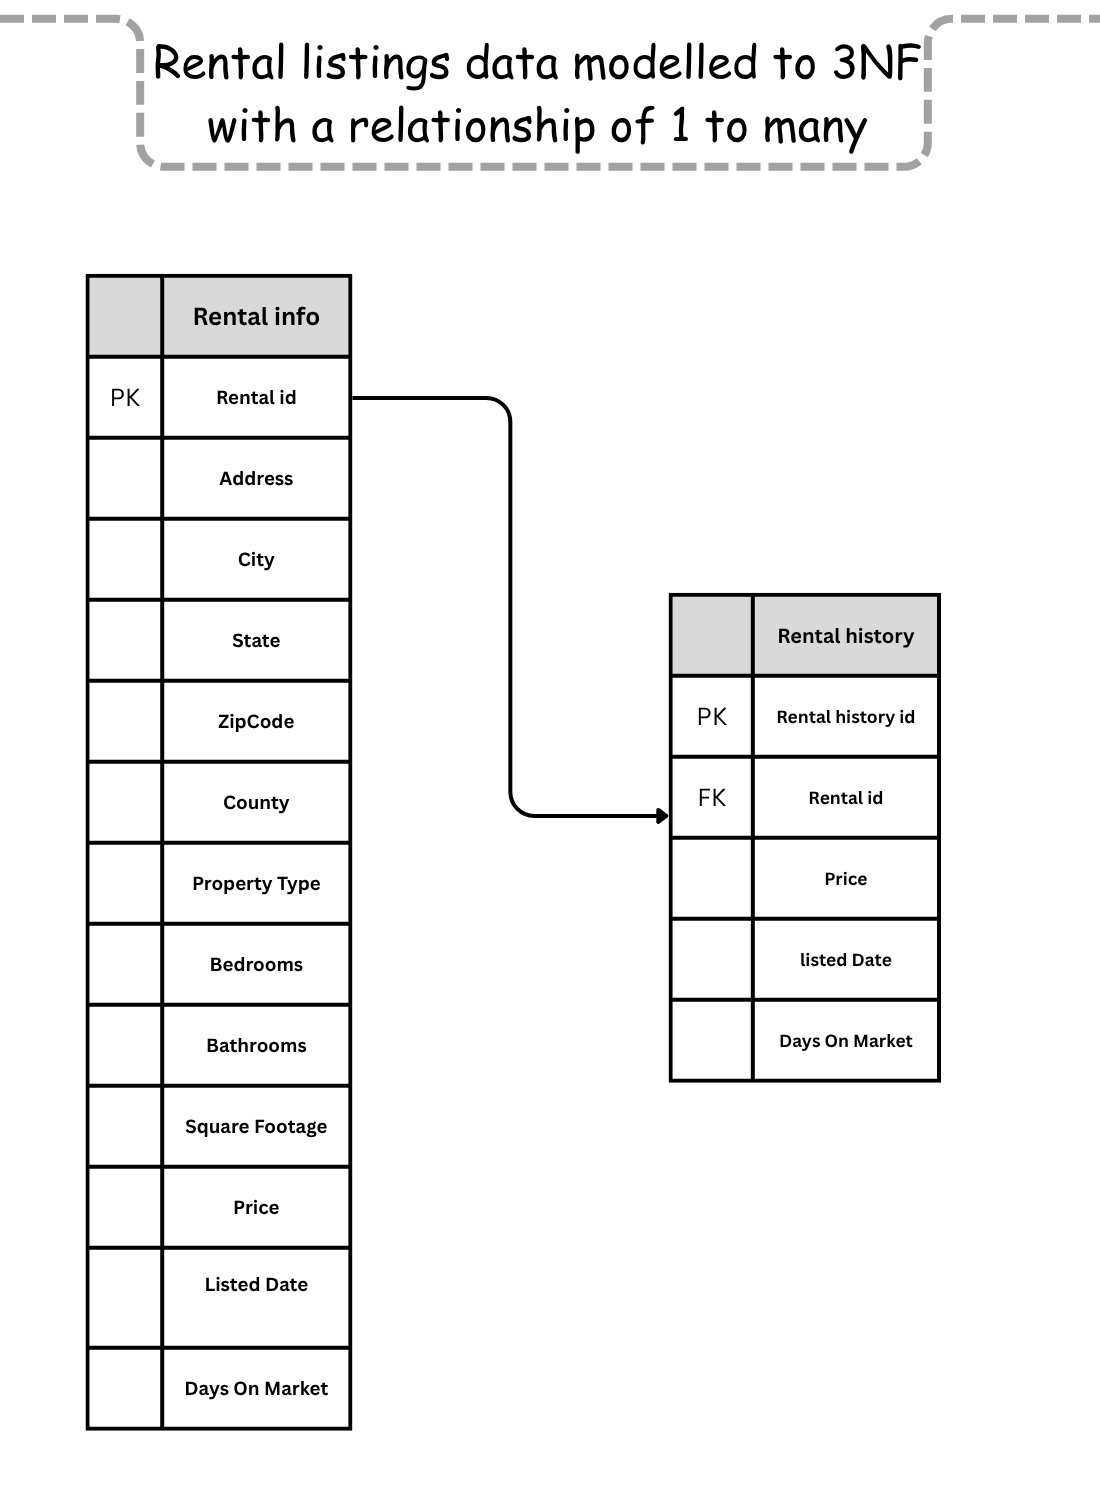 Rental listings data modelled to 3NF
with a relationship of 1 to many
Rental info
PK Rental id
Address
City
State
ZipCode
County
Property Type
Bedrooms
Bathrooms
Square Footage
Price
Listed Date
Days On Market
Rental history
PK Rental history id
FK Rental id
Price
listed Date
Days On Market